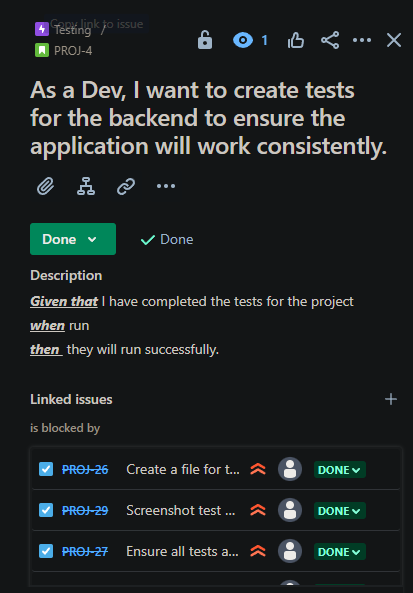 Copy link to issue
Testing /
PROJ-4
1
As a Dev, I want to create tests
for the backend to ensure the
application will work consistently.
Done
Done
Description
Given that I have completed the tests for the project
when run
then they will run successfully.
Linked issues
is blocked by
PROJ-26 Create a file for t... DONE
PROJ-29 Screenshot test ... DONE
PROJ-27 Ensure all tests a... DONE